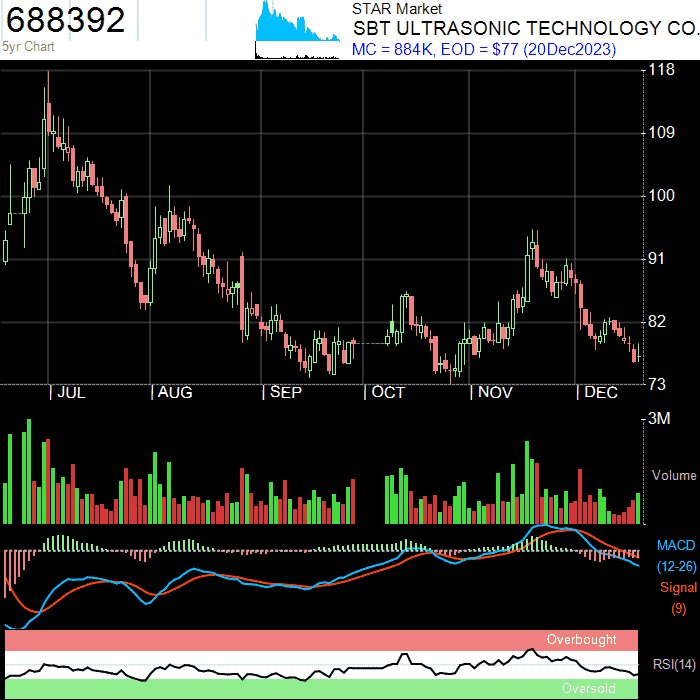 688392
5yr Chart
STAR Market
SBT ULTRASONIC TECHNOLOGY CO.
MC = 884K, EOD = $77 (20Dec2023)
118
109
100
91
82
73
JUL
AUG
SEP
OCT
NOV
DEC
3M
Volume
MACD
(12-26)
Signal
(9)
Overbought
RSI(14)
Oversold